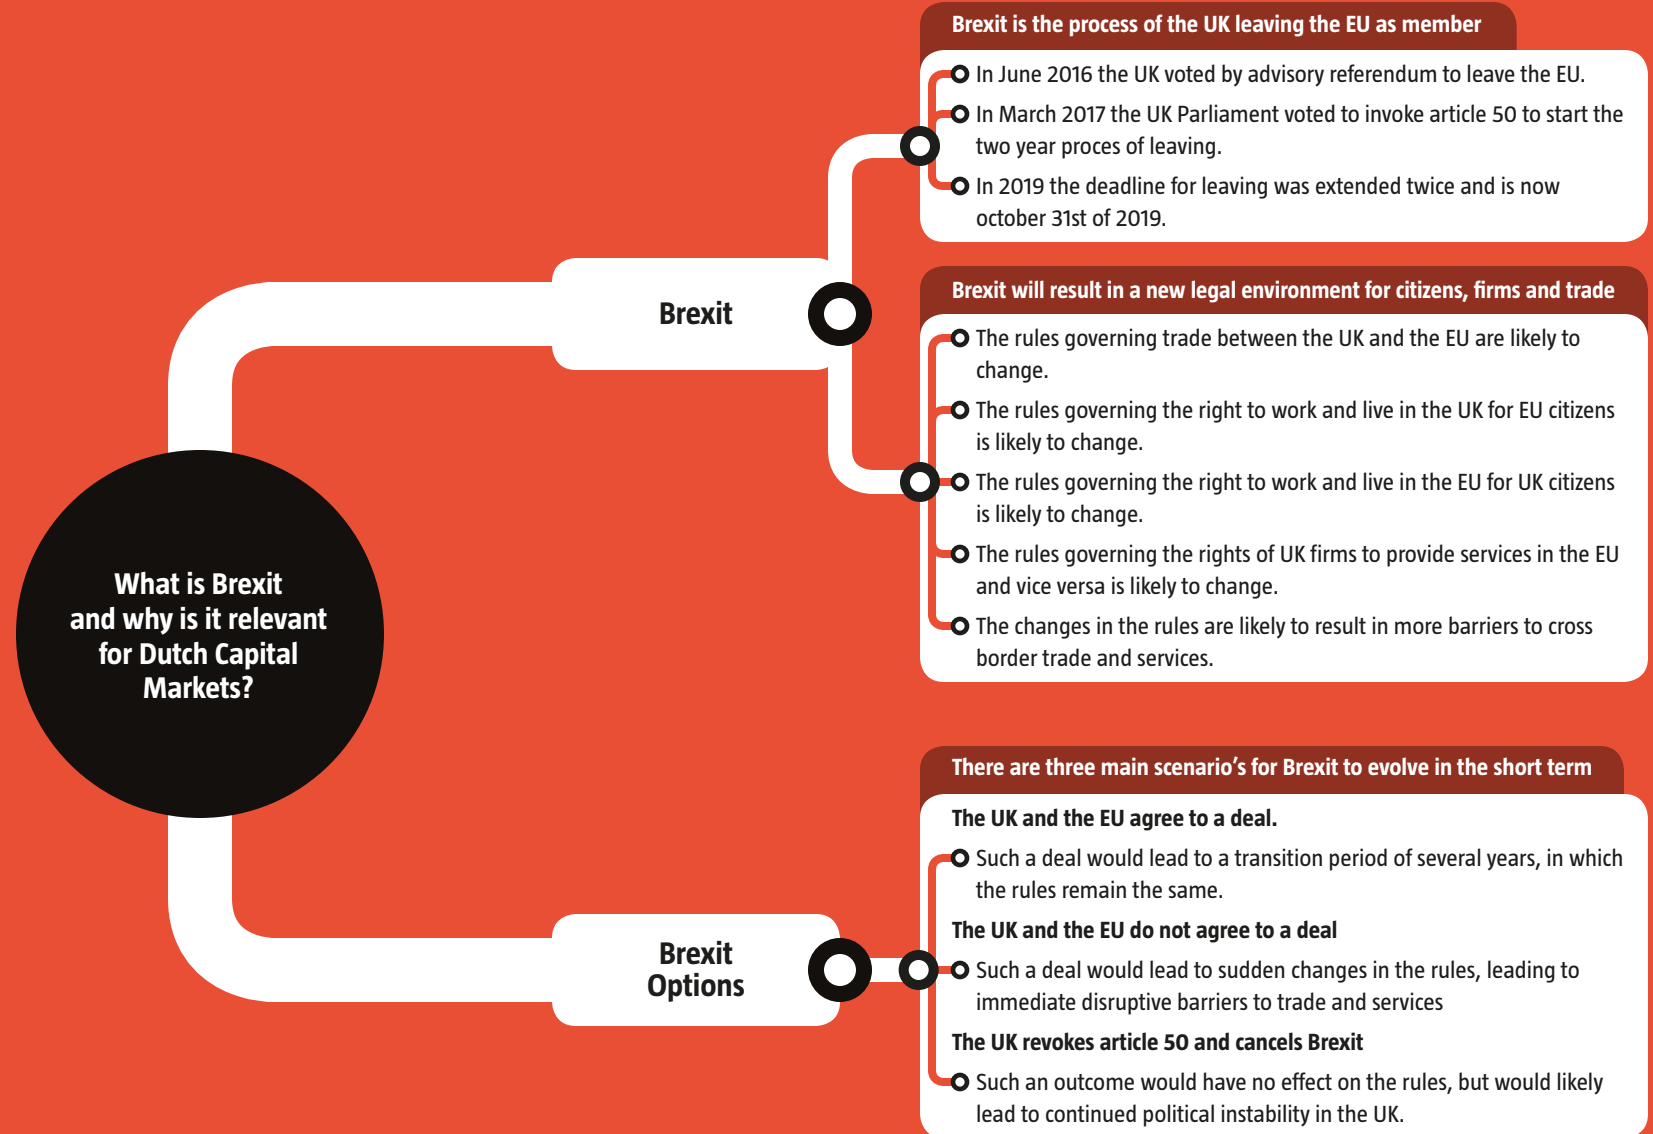 What is Brexit
and why is it relevant
for Dutch Capital
Markets?
Brexit
Brexit is the process of the UK leaving the EU as member
In June 2016 the UK voted by advisory referendum to leave the EU.
In March 2017 the UK Parliament voted to invoke article 50 to start the
two year proces of leaving.
In 2019 the deadline for leaving was extended twice and is now
october 31st of 2019.
Brexit will result in a new legal environment for citizens, firms and trade
The rules governing trade between the UK and the EU are likely to
change.
The rules governing the right to work and live in the UK for EU citizens
is likely to change.
The rules governing the right to work and live in the EU for UK citizens
is likely to change.
The rules governing the rights of UK firms to provide services in the EU
and vice versa is likely to change.
The changes in the rules are likely to result in more barriers to cross
border trade and services.
Brexit
Options
There are three main scenario's for Brexit to evolve in the short term
The UK and the EU agree to a deal.
Such a deal would lead to a transition period of several years, in which
the rules remain the same.
The UK and the EU do not agree to a deal
Such a deal would lead to sudden changes in the rules, leading to
immediate disruptive barriers to trade and services
The UK revokes article 50 and cancels Brexit
Such an outcome would have no effect on the rules, but would likely
lead to continued political instability in the UK.